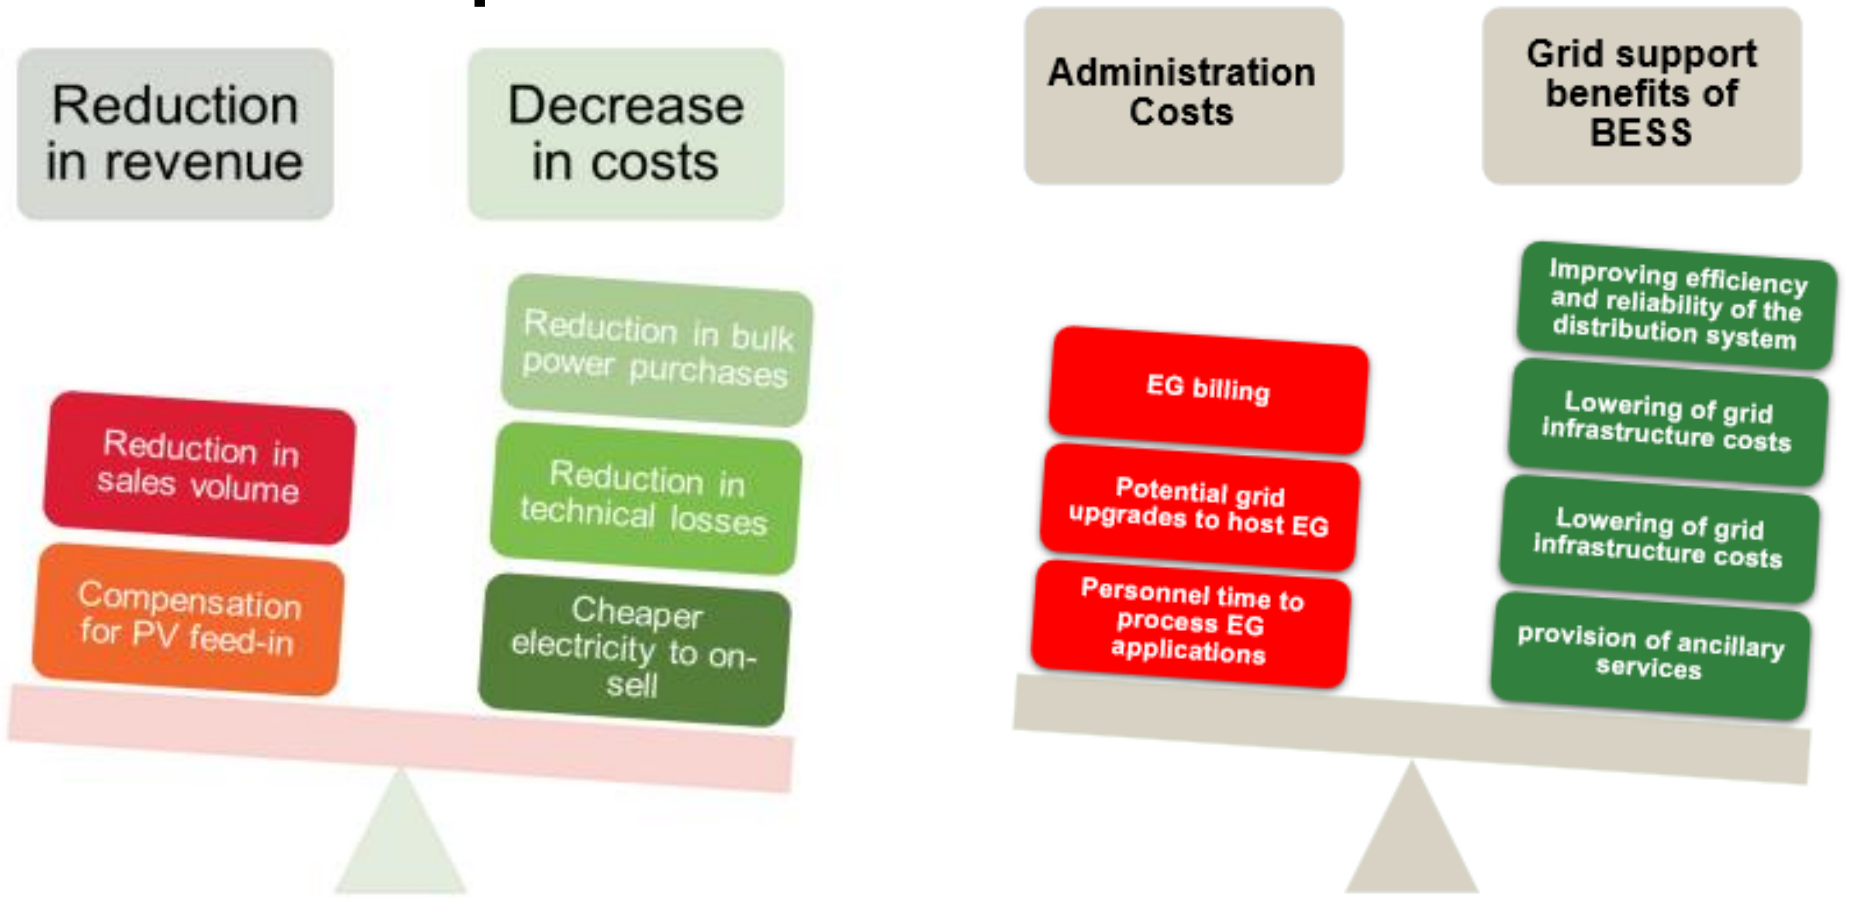 Reduction
in revenue
Decrease
in costs
Reduction in bulk
power purchases
Reduction in
sales volume
Reduction in
technical losses
Compensation
for PV feed-in
Cheaper
electricity to on-
sell
Administration
Costs
Grid support
benefits of
BESS
EG billing
Potential grid
upgrades to host EG
Personnel time to
process EG
applications
Improving efficiency
and reliability of the
distribution system
Lowering of grid
infrastructure costs
Lowering of grid
infrastructure costs
provision of ancillary
services